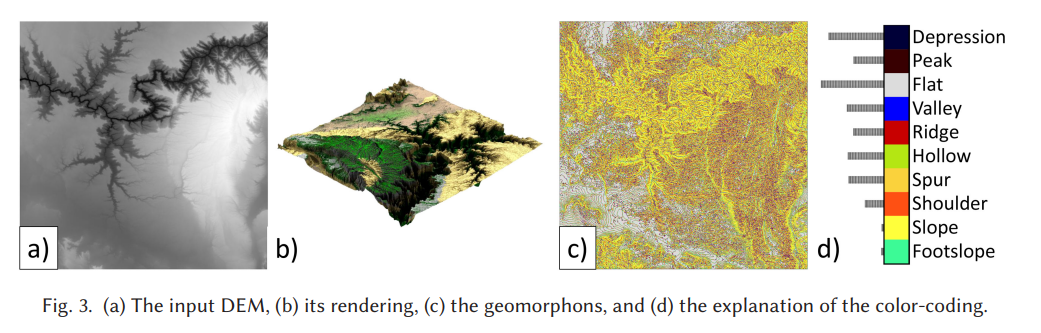 a)
b)
c)
d)
Depression
Peak
Flat
Valley
Ridge
Hollow
Spur
Shoulder
Slope
Footslope
Fig. 3. (a) The input DEM, (b) its rendering, (c) the geomorphons, and (d) the explanation of the color-coding.